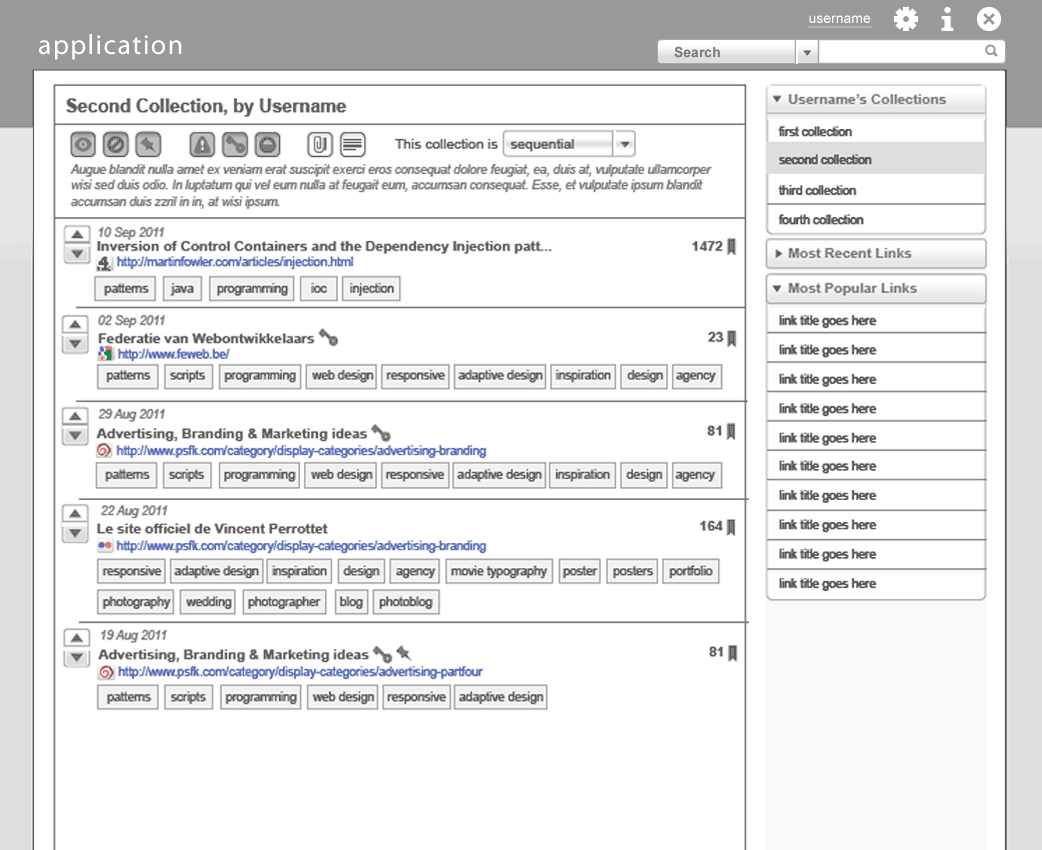 username
application
Search
Second Collection, by Username
This collection is sequential
Augue blandit nulla amet ex veniam erat suscipit exerci eros consequat dolore feugiat, ea, duis at, vulputate ullamcorper
wisi sed duis odio. In luptatum qui vel eum nulla at feugait eum, accumsan consequat. Esse, et vulputate ipsum blandit
accumsan duis zzril in in, at wisi ipsum.
10 Sep 2011
Inversion of Control Containers and the Dependency Injection patt... 1472
http://martinfowler.com/articles/injection.html
patterns java programming ioc injection
02 Sep 2011
Federatie van Webontwikkelaars 23
http://www.feweb.be/
patterns scripts programming web design responsive adaptive design inspiration design agency
29 Aug 2011
Advertising, Branding & Marketing ideas 81
http://www.psfk.com/category/display-categories/advertising-branding
patterns scripts programming web design responsive adaptive design inspiration design agency
22 Aug 2011
Le site officiel de Vincent Perrottet 164
http://www.psfk.com/category/display-categories/advertising-branding
responsive adaptive design inspiration design agency movie typography poster posters portfolio
photography wedding photographer blog photoblog
19 Aug 2011
Advertising, Branding & Marketing ideas 81
http://www.psfk.com/category/display-categories/advertising-partfour
patterns scripts programming web design responsive adaptive design
Username's Collections
first collection
second collection
third collection
fourth collection
Most Recent Links
Most Popular Links
link title goes here
link title goes here
link title goes here
link title goes here
link title goes here
link title goes here
link title goes here
link title goes here
link title goes here
link title goes here